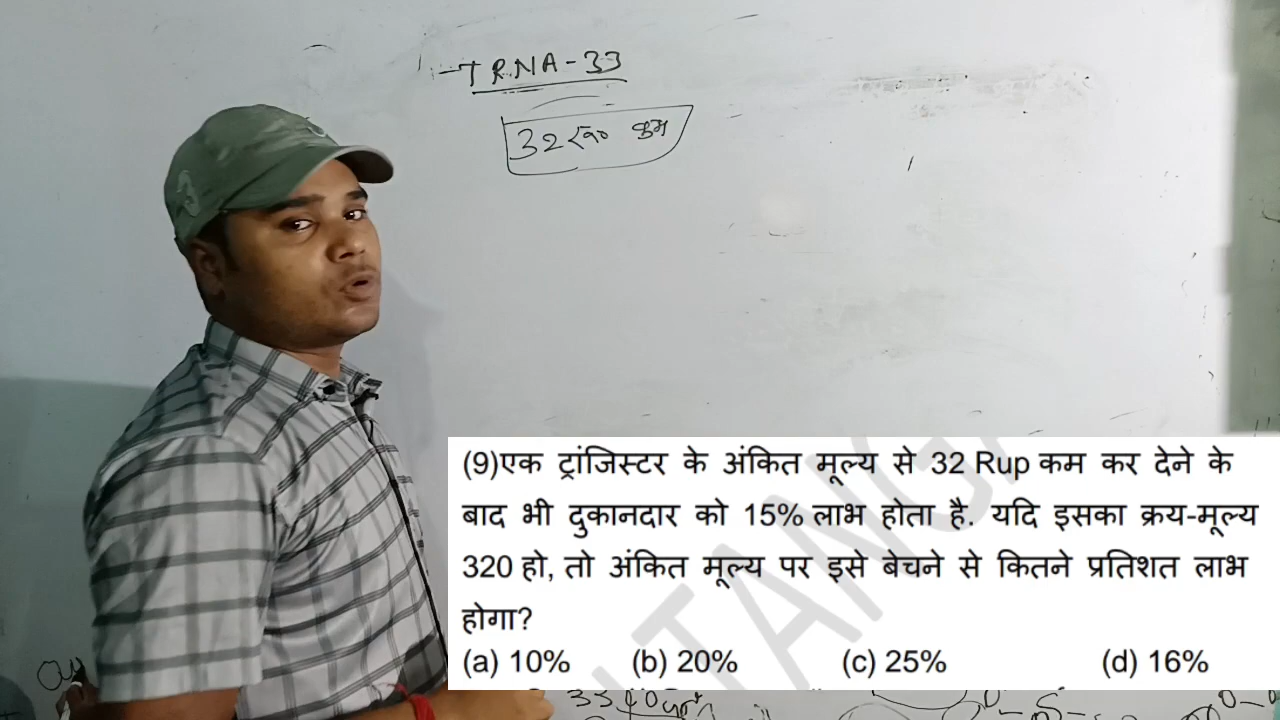 TRNA-33
32 रु० कम
(9)एक ट्रांजिस्टर के अंकित मूल्य से 32 Rup कम कर देने के
बाद भी दुकानदार को 15% लाभ होता है. यदि इसका क्रय-मूल्य
320 हो, तो अंकित मूल्य पर इसे बेचने से कितने प्रतिशत लाभ
होगा?
(a) 10% (b) 20% (c) 25% (d) 16%